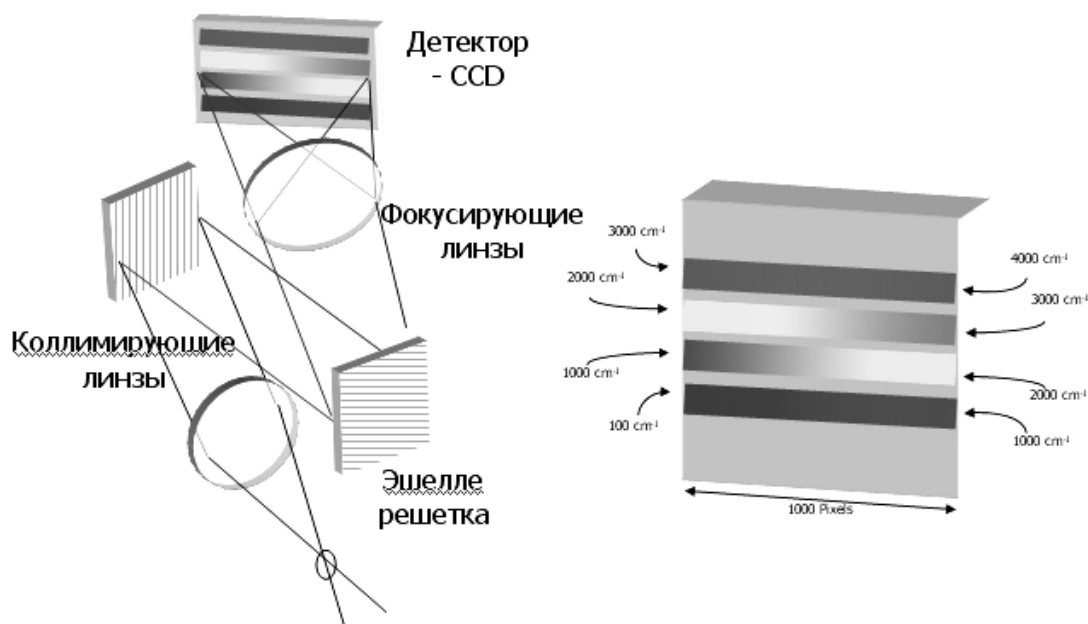 Детектор
- CCD
Фокусирующие
линзы
Коллимирующие
линзы
Эшелле
решетка
3000 cm-1
2000 cm-1
1000 cm-1
100 cm-1
4000 cm-1
3000 cm-1
2000 cm-1
1000 cm-1
1000 Pixels